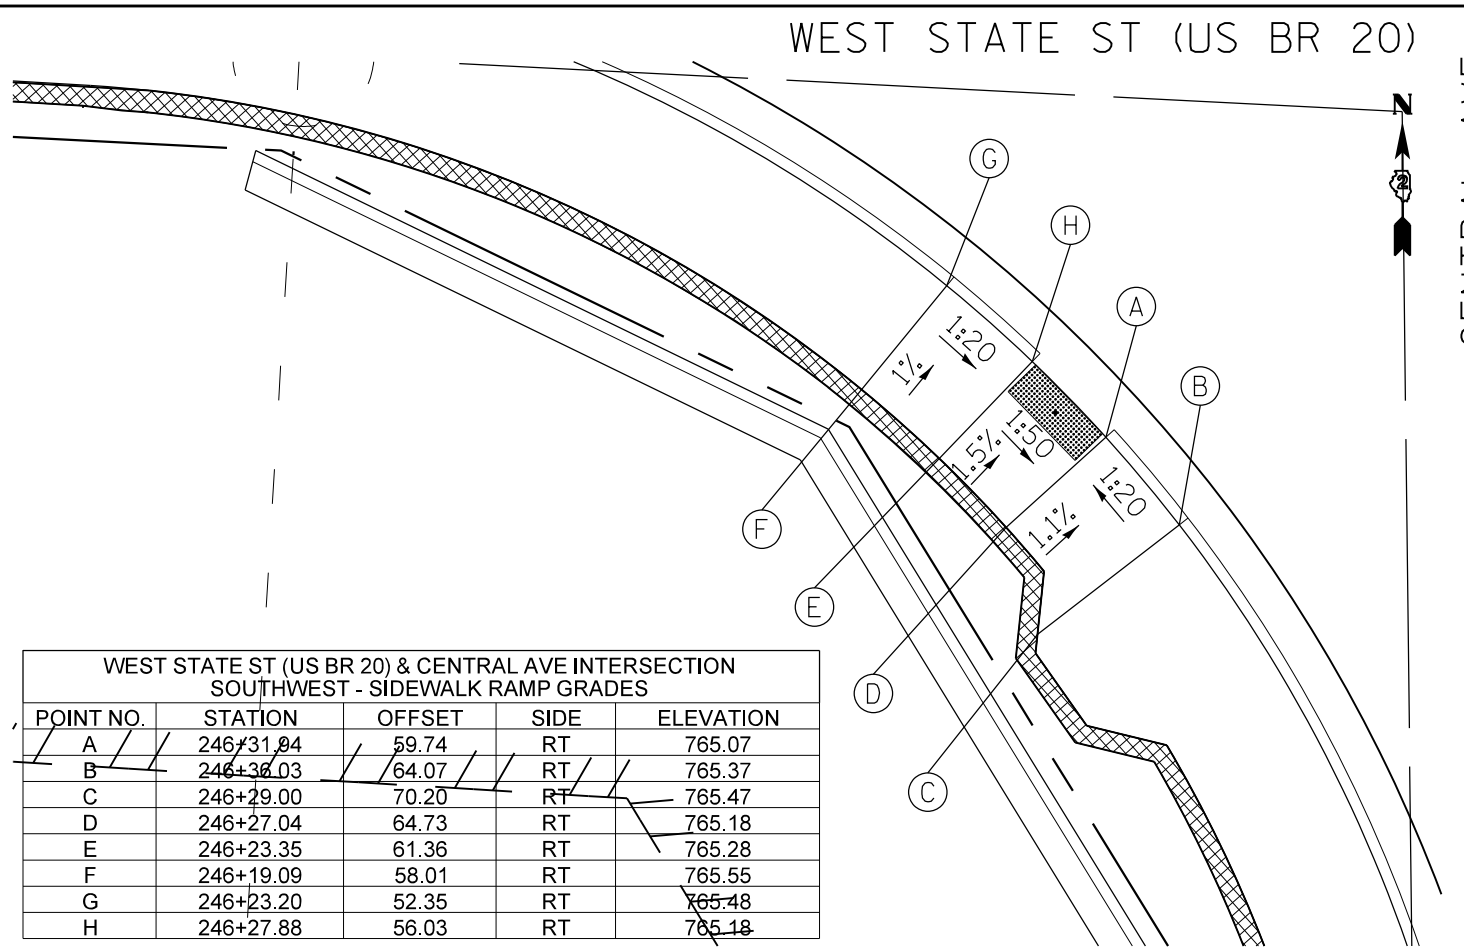 WEST STATE ST (US BR 20)
N
2
G
H
A
B
1:20
1%
1:50
1.5%
1:20
1.1%
F
E
D
C
WEST STATE ST (US BR 20) & CENTRAL AVE INTERSECTION
SOUTHWEST - SIDEWALK RAMP GRADES
POINT NO. STATION OFFSET SIDE ELEVATION
A 246+31.94 59.74 RT 765.07
B 246+36.03 64.07 RT 765.37
C 246+29.00 70.20 RT 765.47
D 246+27.04 64.73 RT 765.18
E 246+23.35 61.36 RT 765.28
F 246+19.09 58.01 RT 765.55
G 246+23.20 52.35 RT 765.48
H 246+27.88 56.03 RT 765.18